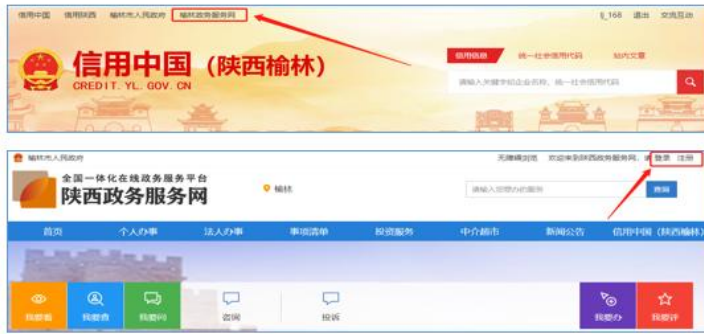 信用中国 信用陕西 榆林市人民政府 榆林政务服务网 lj_168 退出 交流互动
信用中国（陕西榆林）
CREDIT. YL. GOV. CN
信用信息 统一社会信用代码 站内文章
请输入关键字如企业名称、统一社会信用代码
榆林市人民政府 无障碍浏览 欢迎来到陕西政务服务网，请 登录 注册
全国一体化在线政务服务平台
陕西政务服务网 榆林 请输入您想办的服务 查询
首页 个人办事 法人办事 事项清单 投资服务 中介超市 新闻公告 信用中国（陕西榆林）
我要看 我要查 我要问 咨询 投诉 我要办 我要评